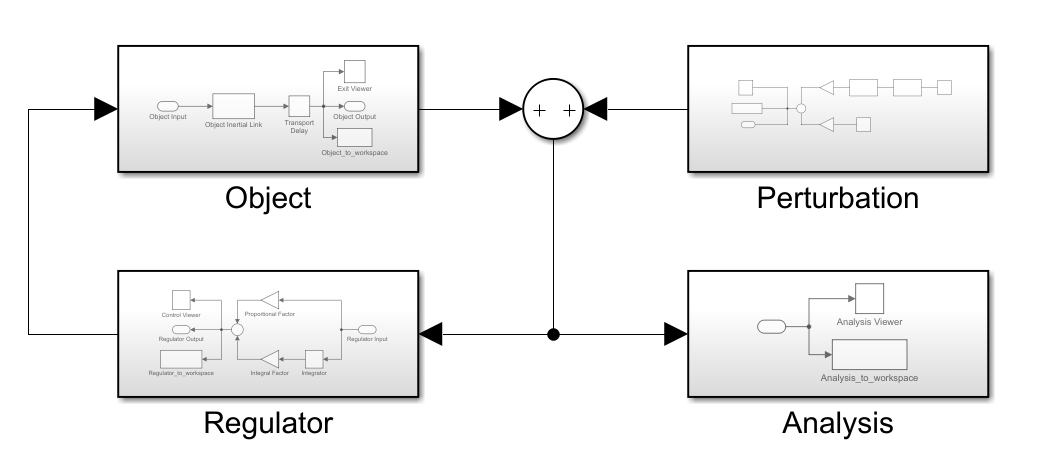 Exit Viewer
Object Input
Object Inertial Link
Transport
Delay
Object Output
Object_to_workspace
+ +
Object
Perturbation
Control Viewer
Proportional Factor
Regulator Output
Regulator Input
Regulator_to_workspace
Integral Factor
Integrator
Analysis Viewer
Analysis_to_workspace
Regulator
Analysis